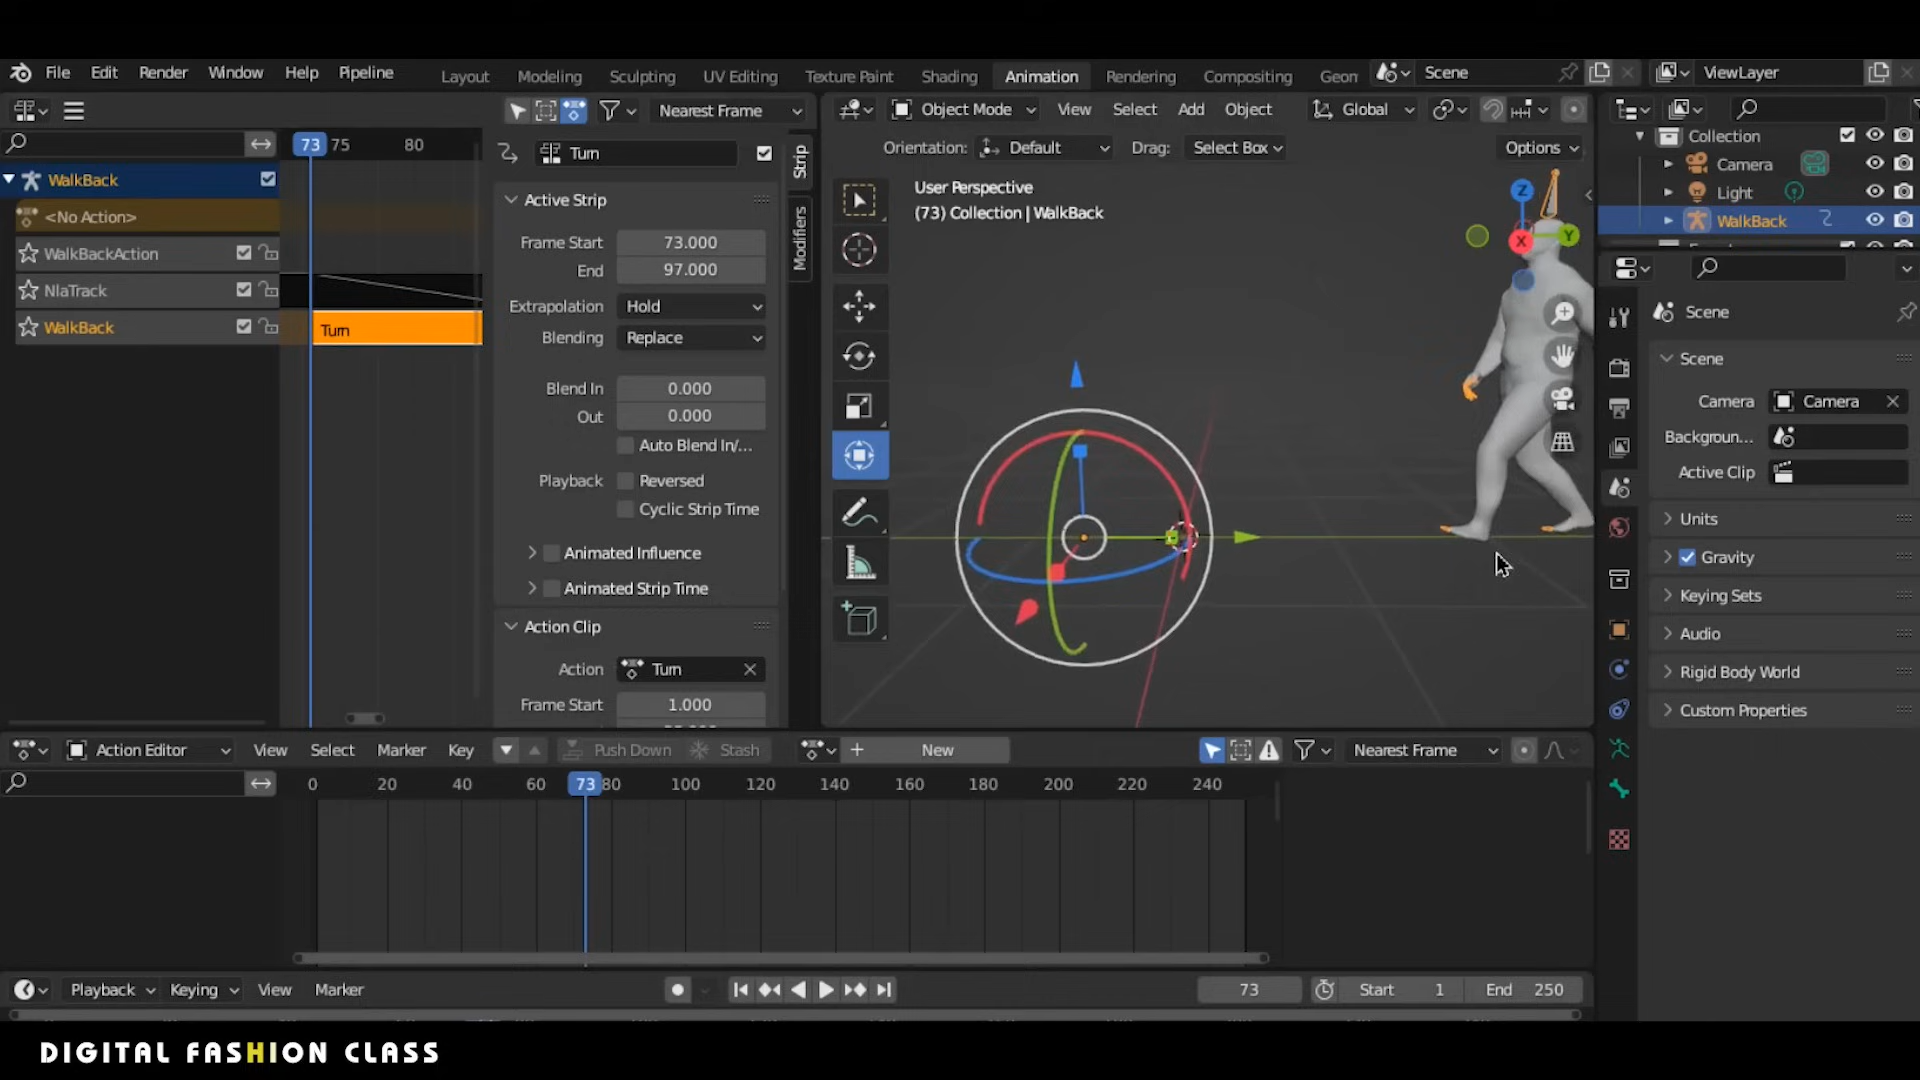 File Edit Render Window Help Pipeline Layout Modeling Sculpting UV Editing Texture Paint Shading Animation Rendering Compositing Geon Scene ViewLayer
Nearest Frame Object Mode View Select Add Object Global
Orientation: Default Drag: Select Box Options
73 75 80
Turn
Strip
Modifiers
WalkBack
<No Action>
WalkBackAction
NlaTrack
WalkBack
Turn
Active Strip
Frame Start 73.000
End 97.000
Extrapolation Hold
Blending Replace
Blend In 0.000
Out 0.000
Auto Blend In/...
Playback Reversed
Cyclic Strip Time
Animated Influence
Animated Strip Time
Action Clip
Action Turn
Frame Start 1.000
User Perspective
(73) Collection | WalkBack
Z
X
Y
Collection
Camera
Light
WalkBack
Scene
Scene
Camera Camera
Backgroun...
Active Clip
Units
Gravity
Keying Sets
Audio
Rigid Body World
Custom Properties
Action Editor View Select Marker Key Push Down Stash New Nearest Frame
0 20 40 60 73 80 100 120 140 160 180 200 220 240
Playback Keying View Marker 73 Start 1 End 250
DIGITAL FASHION CLASS